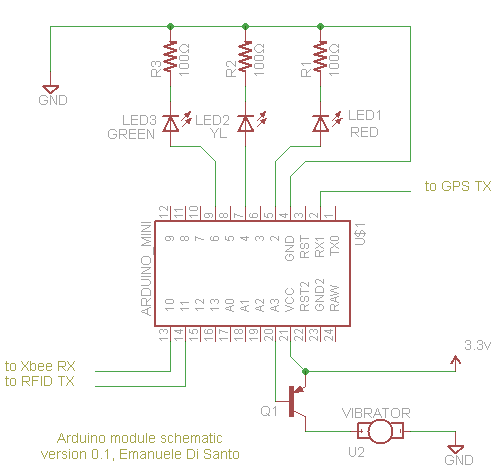 R3
100Ω
R2
100Ω
R1
100Ω
GND
LED3
GREEN
LED2
YL
LED1
RED
to GPS TX
12 11 10 9 8 7 6 5 4 3 2 1
9 8 7 6 5 4 3 2 GND RST RX1 TX0
ARDUINO_MINI
U$1
10 11 12 13 A0 A1 A2 A3 VCC RST2 GND2 RAW
13 14 15 16 17 18 19 20 21 22 23 24
to Xbee RX
to RFID TX
3.3v
Q1
VIBRATOR
U2
GND
Arduino module schematic
version 0.1, Emanuele Di Santo